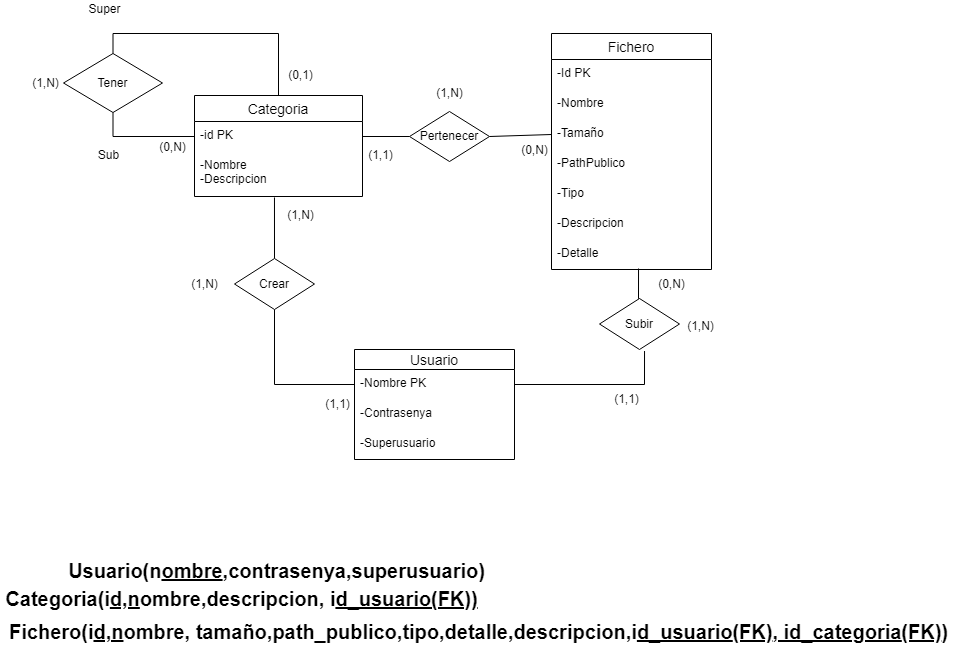 Super
Tener
(1,N)
(0,1)
Sub
(0,N)
Categoria
-id PK
-Nombre
-Descripcion
(1,1)
(1,N)
Pertenecer
(0,N)
Fichero
-Id PK
-Nombre
-Tamaño
-PathPublico
-Tipo
-Descripcion
-Detalle
(1,N)
(1,N)
Crear
(0,N)
Subir
(1,N)
Usuario
-Nombre PK
-Contrasenya
-Superusuario
(1,1)
(1,1)
Usuario(nombre,contrasenya,superusuario)
Categoria(id,nombre,descripcion, id_usuario(FK))
Fichero(id,nombre, tamaño,path_publico,tipo,detalle,descripcion,id_usuario(FK), id_categoria(FK))